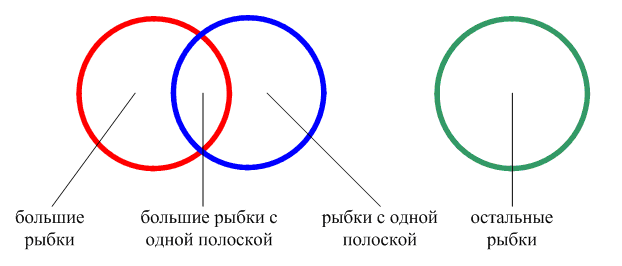 большие
рыбки
большие рыбки с
одной полоской
рыбки с одной
полоской
остальные
рыбки